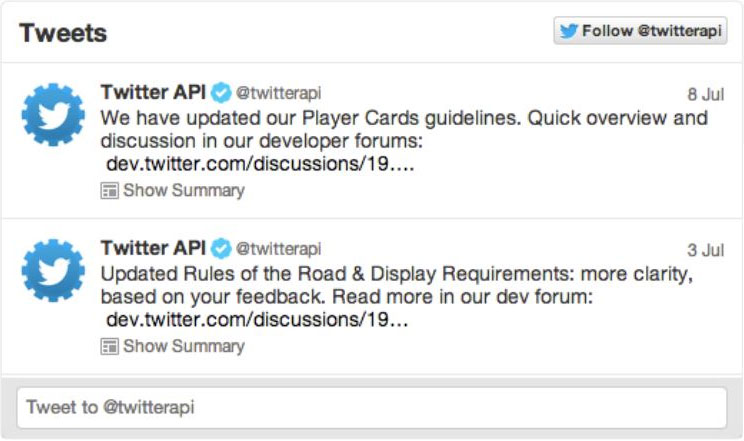 Tweets
Follow @twitterapi
Twitter API @twitterapi
8 Jul
We have updated our Player Cards guidelines. Quick overview and
discussion in our developer forums:
dev.twitter.com/discussions/19....
Show Summary
Twitter API @twitterapi
3 Jul
Updated Rules of the Road & Display Requirements: more clarity,
based on your feedback. Read more in our dev forum:
dev.twitter.com/discussions/19...
Show Summary
Tweet to @twitterapi